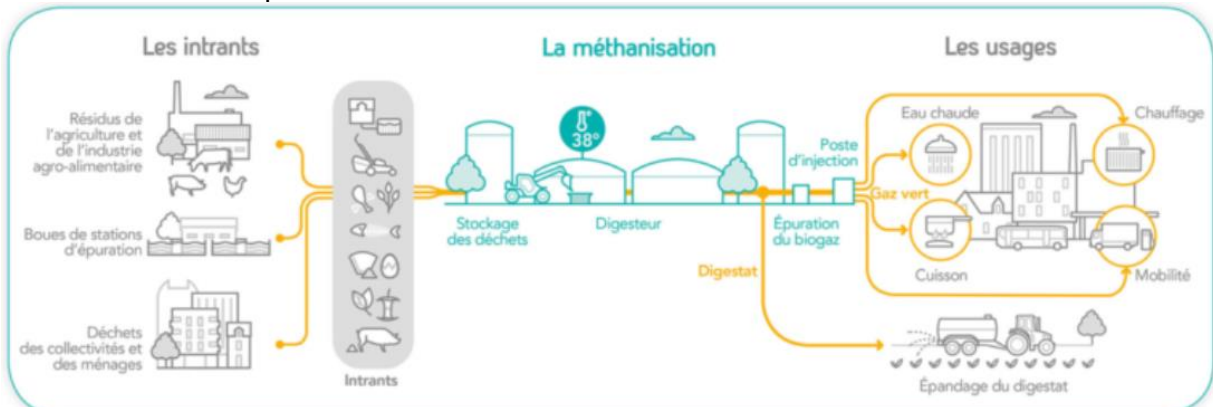 Les intrants
La méthanisation
Les usages
Résidus de
l'agriculture et
de l'industrie
agro-alimentaire
Boues de stations
d'épuration
Déchets
des collectivités et
des ménages
Intrants
38°
Stockage
des déchets
Digesteur
Épuration
du biogaz
Poste
d'injection
Digestat
Gaz vert
Eau chaude
Chauffage
Cuisson
Mobilité
Épandage du digestat